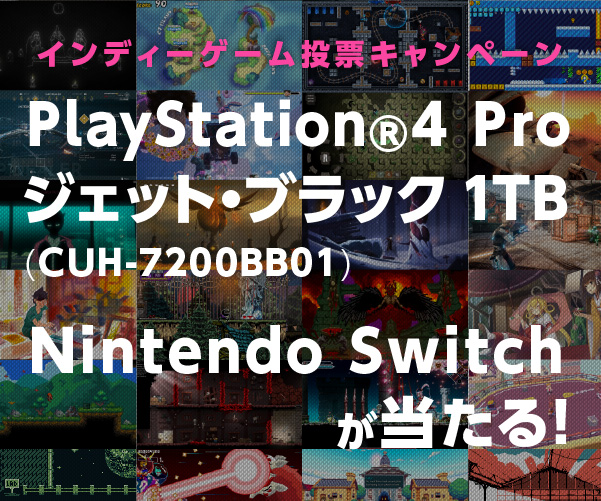 インディーゲーム投票キャンペーン
PlayStation®4 Pro
ジェット・ブラック 1TB
(CUH-7200BB01)
Nintendo Switch
が当たる!
LAB